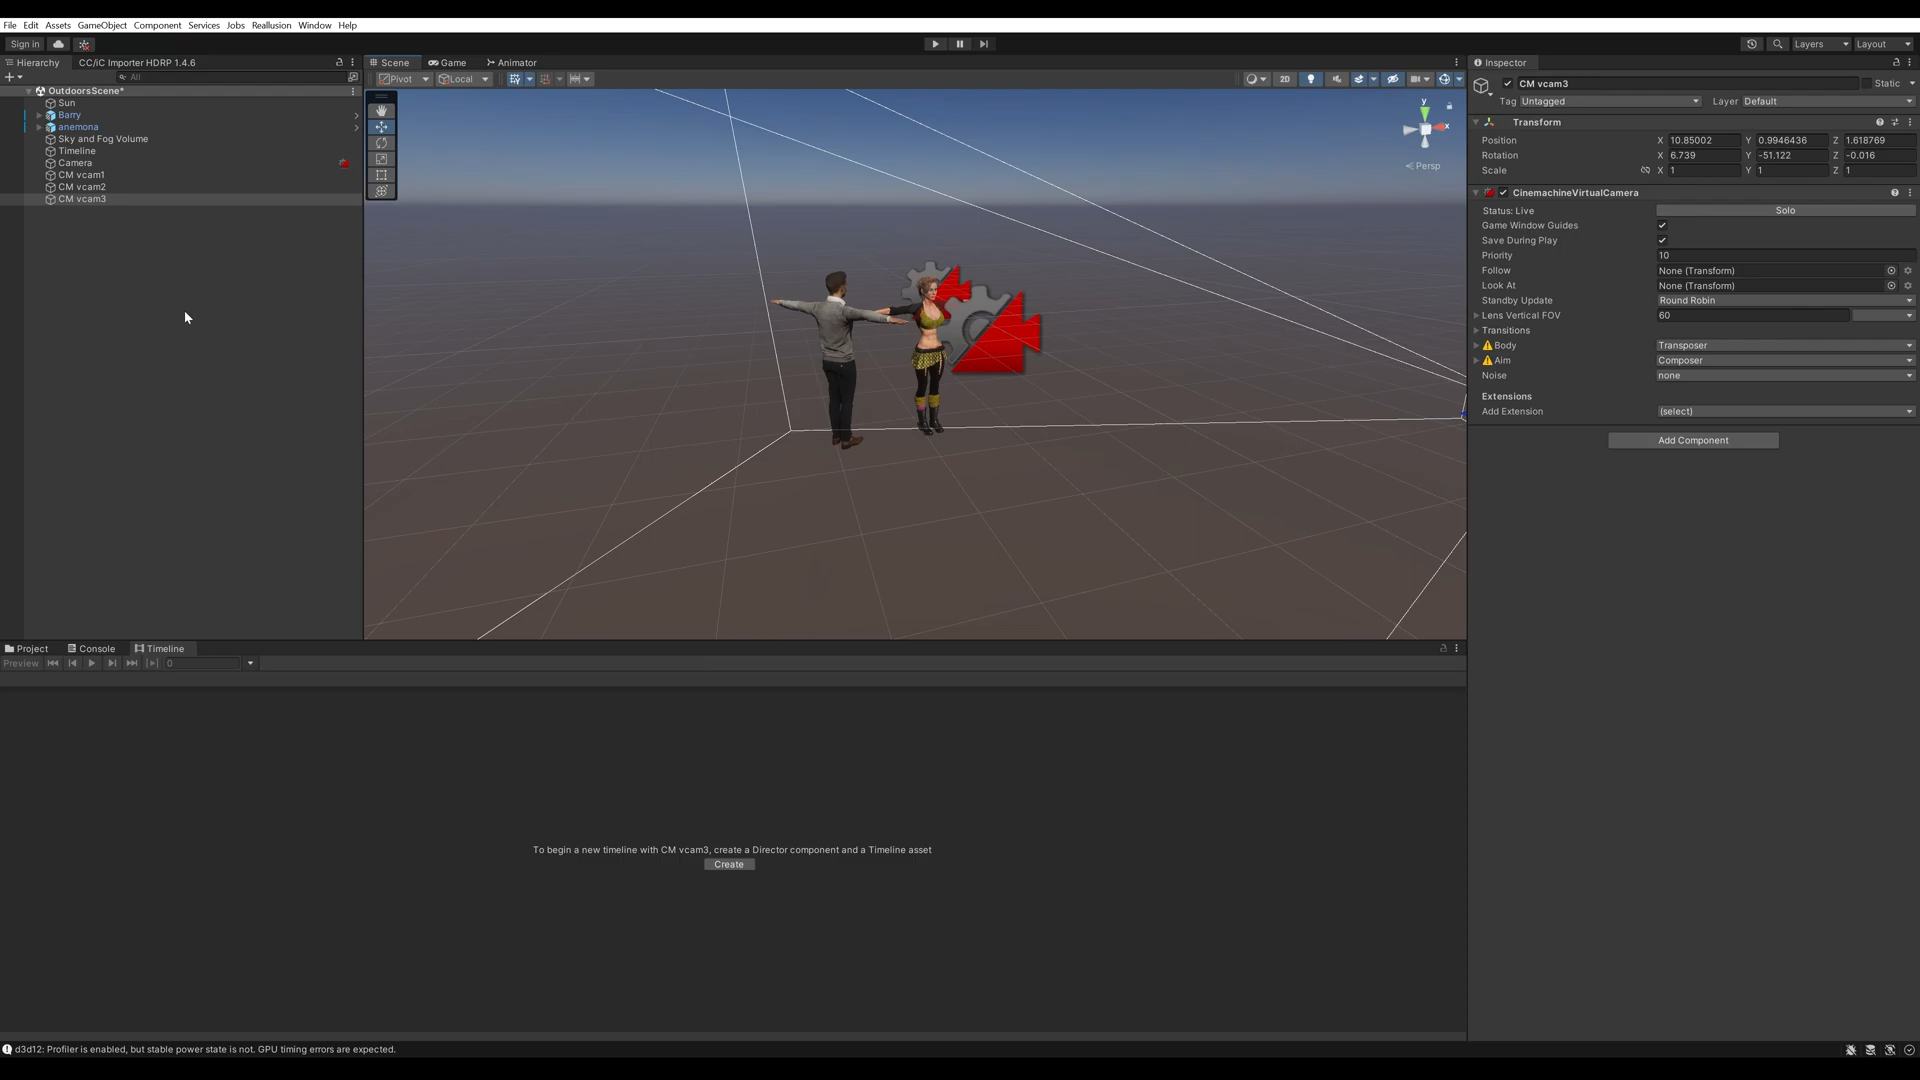 File Edit Assets GameObject Component Services Jobs Reallusion Window Help
Sign in Layers Layout
Hierarchy CC/iC Importer HDRP 1.4.6
All
OutdoorsScene*
Sun
Barry
anemona
Sky and Fog Volume
Timeline
Camera
CM vcam1
CM vcam2
CM vcam3
Scene Game Animator
Pivot Local 2D
y
x
Persp
Inspector
CM vcam3 Static
Tag Untagged Layer Default
Transform
Position X 10.85002 Y 0.9946436 Z 1.618769
Rotation X 6.739 Y -51.122 Z -0.016
Scale X 1 Y 1 Z 1
CinemachineVirtualCamera
Status: Live Solo
Game Window Guides
Save During Play
Priority 10
Follow None (Transform)
Look At None (Transform)
Standby Update Round Robin
Lens Vertical FOV 60
Transitions
Body Transposer
Aim Composer
Noise none
Extensions
Add Extension (select)
Add Component
Project Console Timeline
Preview 0
To begin a new timeline with CM vcam3, create a Director component and a Timeline asset
Create
d3d12: Profiler is enabled, but stable power state is not. GPU timing errors are expected.